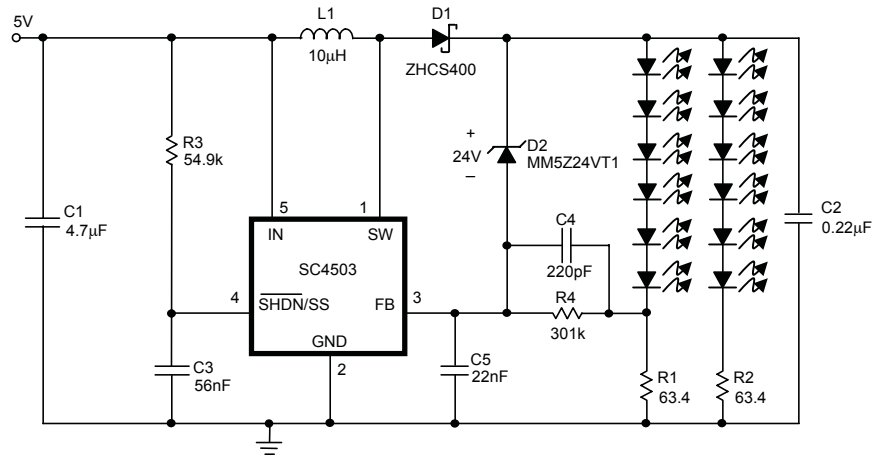 5V
L1
10µH
D1
ZHCS400
R3
54.9k
+
24V
–
D2
MM5Z24VT1
C1
4.7µF
5
1
IN
SW
SC4503
4
SHDN/SS
FB
3
GND
2
C4
220pF
R4
301k
C2
0.22µF
C3
56nF
C5
22nF
R1
63.4
R2
63.4